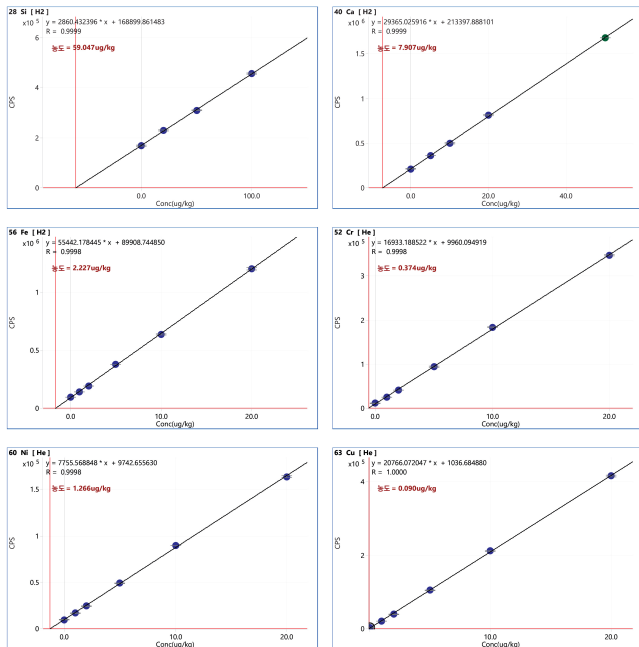 28 Si [ H2 ]
x10 5
y = 2860.432396 * x + 168899.861483
R = 0.9999
농도 = 59.047ug/kg
6
4
2
0
CPS
0.0
100.0
Conc(ug/kg)
40 Ca [ H2 ]
x10 6
y = 29365.025916 * x + 213397.888101
R = 0.9999
농도 = 7.907ug/kg
1.5
1
0.5
0
CPS
0.0
20.0
40.0
Conc(ug/kg)
56 Fe [ H2 ]
x10 6
y = 55442.178445 * x + 89908.744850
R = 0.9998
농도 = 2.227ug/kg
1
0.5
0
CPS
0.0
10.0
20.0
Conc(ug/kg)
52 Cr [ He ]
x10 5
y = 16933.188522 * x + 9960.094919
R = 0.9998
농도 = 0.374ug/kg
3
2
1
0
CPS
0.0
10.0
20.0
Conc(ug/kg)
60 Ni [ He ]
x10 5
y = 7755.568848 * x + 9742.655630
R = 0.9998
농도 = 1.266ug/kg
1.5
1
0.5
0
CPS
0.0
10.0
20.0
Conc(ug/kg)
63 Cu [ He ]
x10 5
y = 20766.072047 * x + 1036.684880
R = 1.0000
농도 = 0.090ug/kg
4
2
0
CPS
10.0
20.0
Conc(ug/kg)